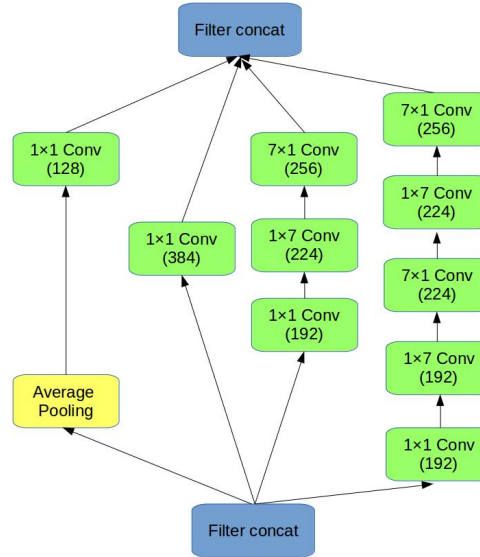 Filter concat
1×1 Conv
(128)
1×1 Conv
(384)
7×1 Conv
(256)
1×7 Conv
(224)
1×1 Conv
(192)
7×1 Conv
(256)
1×7 Conv
(224)
7×1 Conv
(224)
1×7 Conv
(192)
1×1 Conv
(192)
Average
Pooling
Filter concat